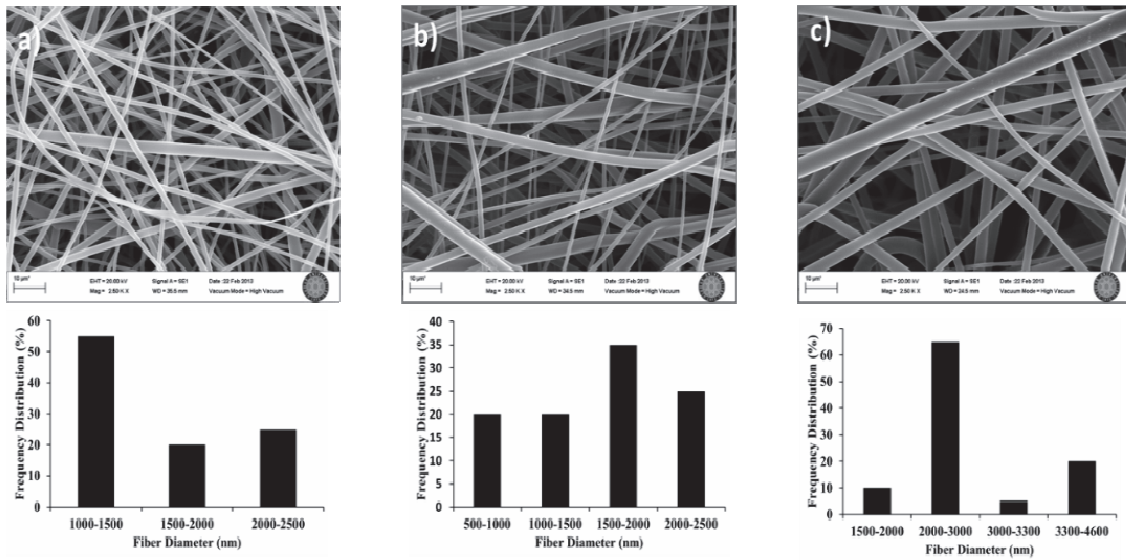 a)
10 µm
EHT = 20.00 kV Signal A = SE1 Date :22 Feb 2013
Mag = 2.50 K X WD = 25.5 mm Vacuum Mode = High Vacuum
b)
10 µm
EHT = 20.00 kV Signal A = SE1 Date :22 Feb 2013
Mag = 2.50 K X WD = 24.5 mm Vacuum Mode = High Vacuum
c)
10 µm
EHT = 20.00 kV Signal A = SE1 Date :22 Feb 2013
Mag = 2.50 K X WD = 24.5 mm Vacuum Mode = High Vacuum
Frequency Distribution (%)
60
50
40
30
20
10
0
1000-1500 1500-2000 2000-2500
Fiber Diameter (nm)
Frequency Distribution (%)
40
35
30
25
20
15
10
5
0
500-1000 1000-1500 1500-2000 2000-2500
Fiber Diameter (nm)
Frequency Distribution (%)
70
60
50
40
30
20
10
0
1500-2000 2000-3000 3000-3300 3300-4600
Fiber Diameter (nm)